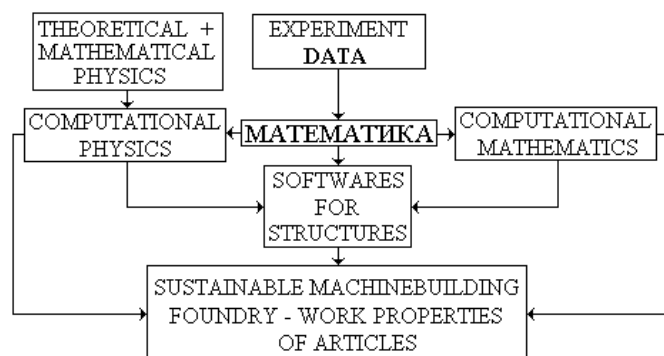 THEORETICAL +
MATHEMATICAL
PHYSICS
EXPERIMENT
DATA
COMPUTATIONAL
PHYSICS
МАТЕМАТИКА
COMPUTATIONAL
MATHEMATICS
SOFTWARES
FOR
STRUCTURES
SUSTAINABLE MACHINEBUILDING
FOUNDRY - WORK PROPERTIES
OF ARTICLES